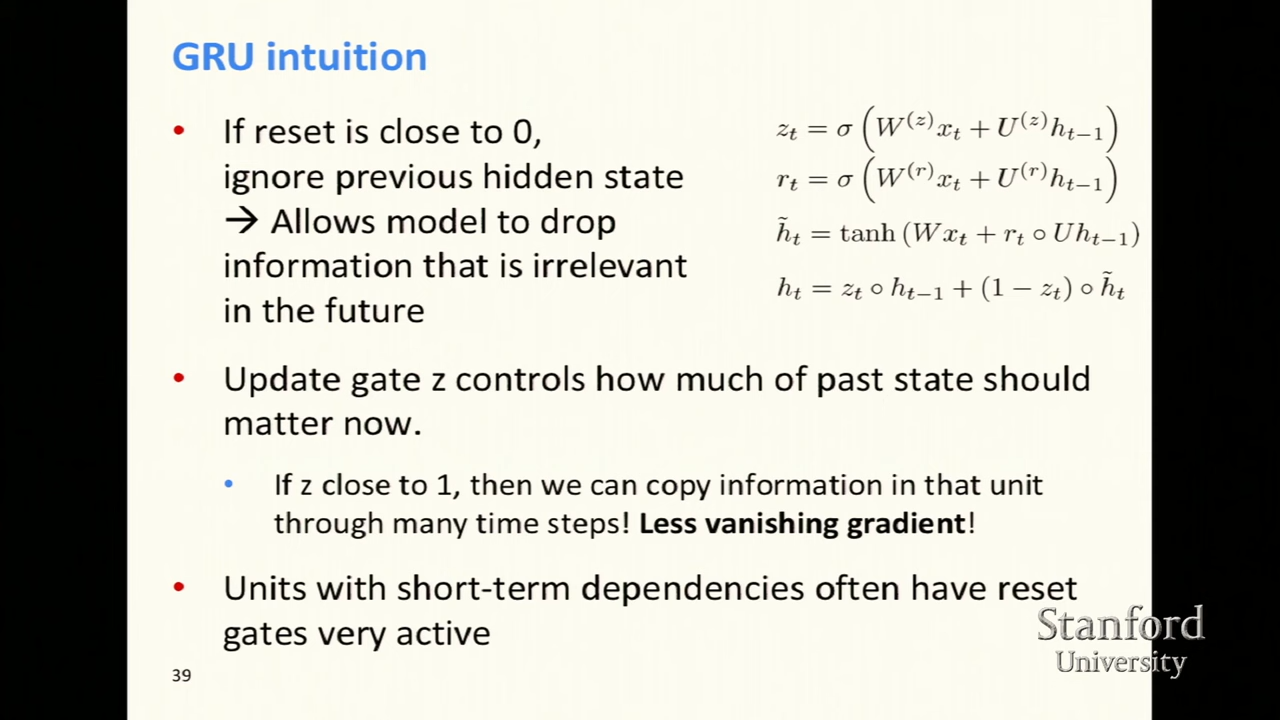 GRU intuition
• If reset is close to 0,
ignore previous hidden state
→ Allows model to drop
information that is irrelevant
in the future
z_t = σ(W^{(z)}x_t + U^{(z)}h_{t−1})
r_t = σ(W^{(r)}x_t + U^{(r)}h_{t−1})
h̃_t = tanh(Wx_t + r_t ∘ Uh_{t−1})
h_t = z_t ∘ h_{t−1} + (1 − z_t) ∘ h̃_t
• Update gate z controls how much of past state should
matter now.
• If z close to 1, then we can copy information in that unit
through many time steps! Less vanishing gradient!
• Units with short-term dependencies often have reset
gates very active
39
Stanford
University